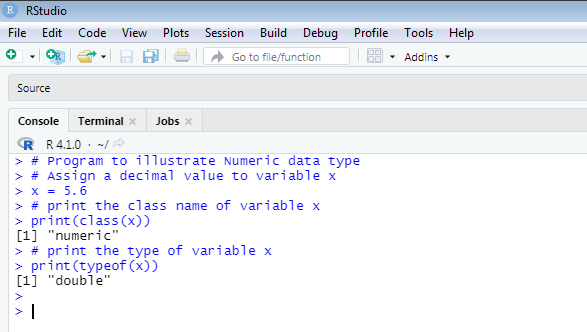 R RStudio
File Edit Code View Plots Session Build Debug Profile Tools Help
R Go to file/function Addins
Source
Console Terminal × Jobs ×
R R 4.1.0 · ~/
> # Program to illustrate Numeric data type
> # Assign a decimal value to variable x
> x = 5.6
> # print the class name of variable x
> print(class(x))
[1] "numeric"
> # print the type of variable x
> print(typeof(x))
[1] "double"
>
>